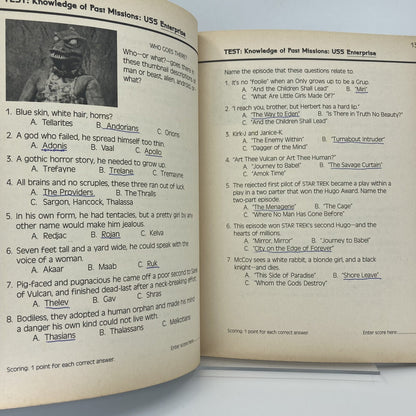 TEST: Knowledge of Past Missions: USS Enterprise
WHO GOES THERE?
Who—or what?—goes there in
these thumbnail descriptions of
man or beast, alien, android, or
1. Blue skin, white hair, horns?
A. Tellarites B. Andorians C. Orions
2. A god who failed, he spread himself too thin.
A. Adonis B. Vaal C. Apollo
3. A gothic horror story, he needed to grow up.
A. Trefayne B. Trelane C. Tremayne
4. All brains and no scruples, these three ran out of luck.
A. The Providers B. The Thralls
C. Sargon, Hancock, Thalassa
5. In his own form, he had tentacles, but a pretty girl by any
other name would make him jealous.
A. Redjac B. Rojan C. Kelva
6. Seven feet tall and a yard wide, he could speak with the
voice of a woman.
A. Akaar B. Maab C. Ruk
7. Pig-faced and pugnacious he came off a poor second to Sarek
of Vulcan, and finished dead-last after a neck-breaking effort.
A. Thelev B. Gav C. Shras
8. Bodiless, they adopted a human orphan and made his mind
a danger his own kind could not live with.
A. Thasians B. Thalassans C. Melkotians
Scoring: 1 point for each correct answer.
Enter score here
TEST: Knowledge of Past Missions: USS Enterprise
Name the episode that these questions relate to.
1. It's no "foolie" when an Only grows up to be a Grup.
A. "And the Children Shall Lead" B. "Miri"
C. "What Are Little Girls Made Of?"
2. "I reach you, brother, but Herbert has a hard lip."
A. "The Way to Eden" B. "Is There in Truth No Beauty?"
C. "And the Children Shall Lead"
3. Kirk-J and Janice-K
A. "The Enemy Within" B. "Turnabout Intruder"
C. "Dagger of the Mind"
4. "Art Thee Vulcan or Art Thee Human?"
A. "Journey to Babel" B. "The Savage Curtain"
C. "Amok Time"
5. The rejected first pilot of STAR TREK became a play within a
play in a two parter that won the Hugo Award. Name the
two-part episode.
A. "The Menagerie" B. "The Cage"
C. "Where No Man Has Gone Before"
6. This episode won STAR TREK's second Hugo—and the
hearts of millions.
A. "Mirror, Mirror" B. "Journey to Babel"
C. "City on the Edge of Forever"
7. McCoy sees a white rabbit, a blonde girl, and a black
knight—and dies.
A. "This Side of Paradise" B. "Shore Leave"
C. "Whom the Gods Destroy"
Scoring: 1 point for each correct answer.
Enter score here